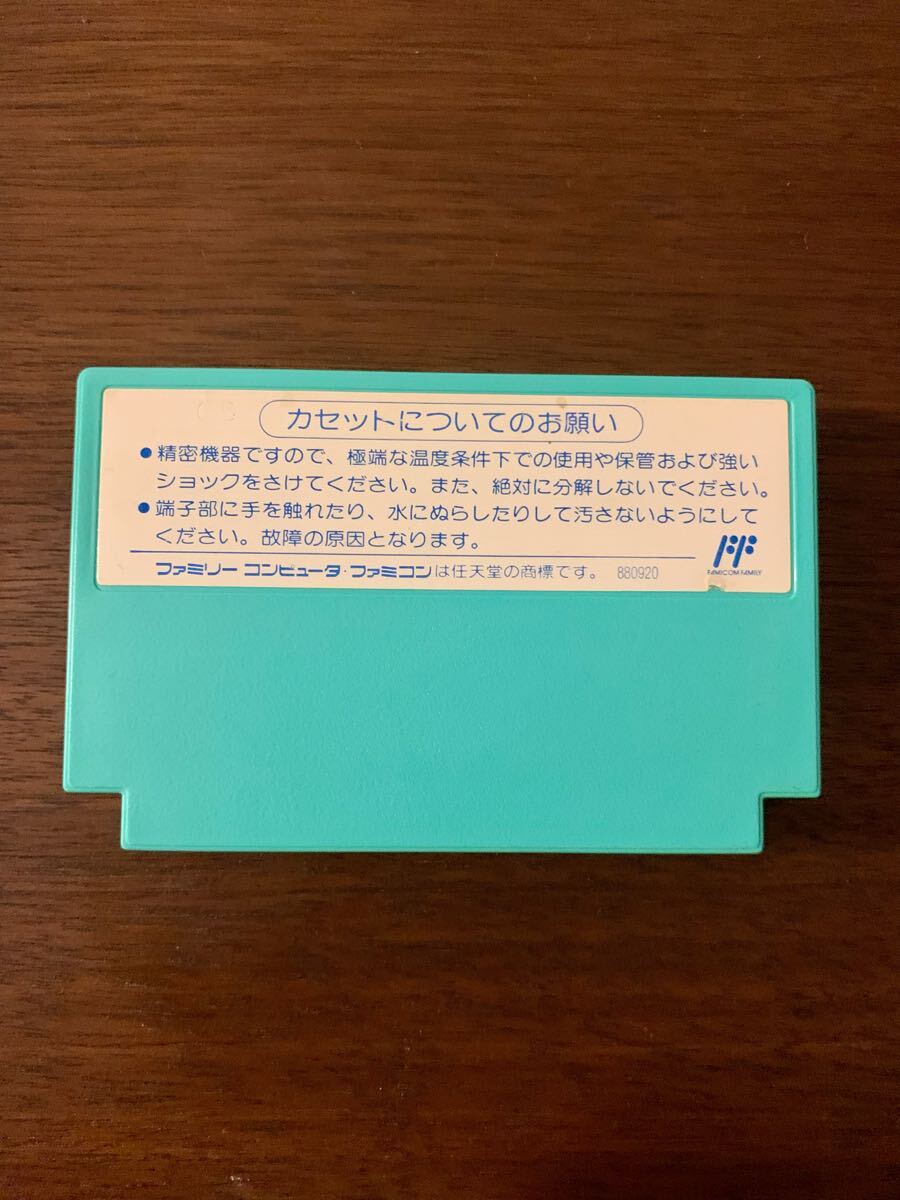 カセットについてのお願い
●精密機器ですので、極端な温度条件下での使用や保管および強い
ショックをさけてください。また、絶対に分解しないでください。
●端子部に手を触れたり、水にぬらしたりして汚さないようにして
ください。故障の原因となります。
FAMICOM FAMILY
ファミリー コンピュータ・ファミコンは任天堂の商標です。 880920